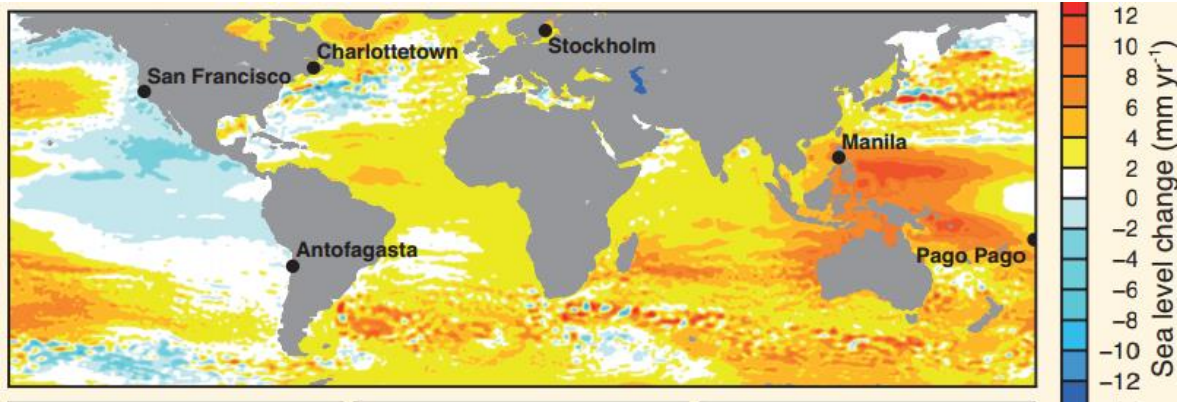 Charlottetown
Stockholm
San Francisco
Manila
Antofagasta
Pago Pago
12
10
8
6
4
2
0
−2
−4
−6
−8
−10
−12
Sea level change (mm yr⁻¹)